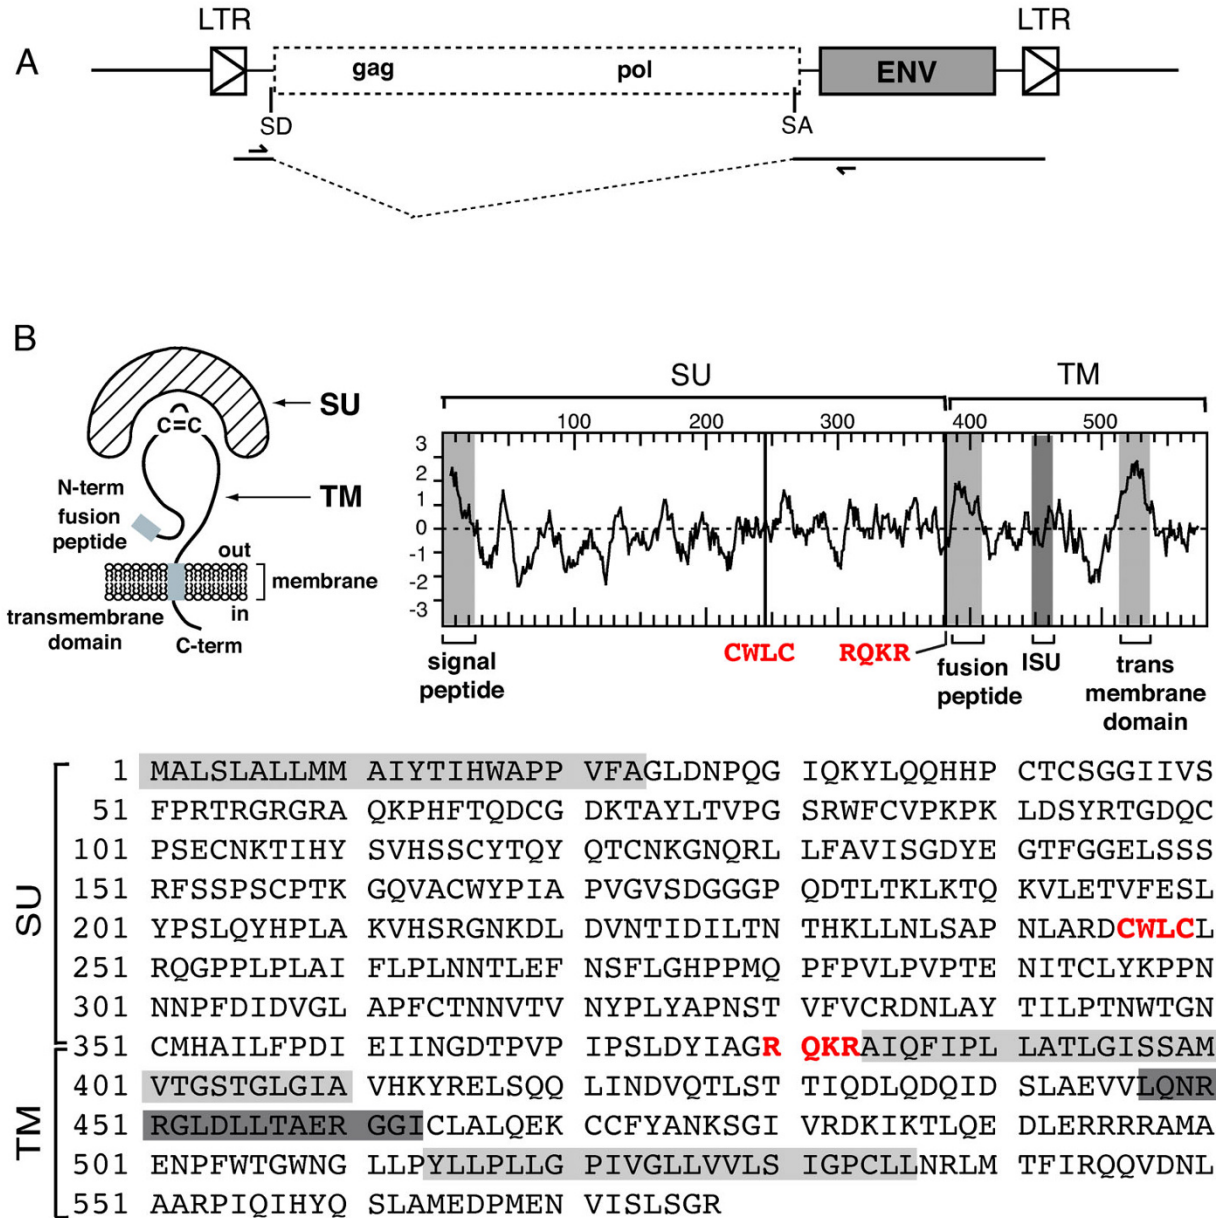 A
LTR
LTR
gag
pol
ENV
SD
SA
B
SU
C=C
N-term
fusion
peptide
TM
out
membrane
in
transmembrane
domain
C-term
SU
TM
100
200
300
400
500
3
2
1
0
-1
-2
-3
signal
peptide
CWLC
RQKR
fusion
peptide
ISU
trans
membrane
domain
SU
TM
1 MALSLALLMM AIYTIHWAPP VFAGLDNPQG IQKYLQQHHP CTCSGGIIVS
51 FPRTRGRGRA QKPHFTQDCG DKTAYLTVPG SRWFCVPKPK LDSYRTGDQC
101 PSECNKTIHY SVHSSCYTQY QTCNKGNQRL LFAVISGDYE GTFGGELSSS
151 RFSSPSCPTK GQVACWYPIA PVGVSDGGGP QDTLTKLKTQ KVLETVFESL
201 YPSLQYHPLA KVHSRGNKDL DVNTIDILTN THKLLNLSAP NLARDCWLCL
251 RQGPPLPLAI FLPLNNTLEF NSFLGHPPMQ PFPVLPVPTE NITCLYKPPN
301 NNPFDIDVGL APFCTNNVTV NYPLYAPNST VFVCRDNLAY TILPTNWTGN
351 CMHAILFPDI EIINGDTPVP IPSLDYIAGR QKRAIQFIPLL LATLGISSAM
401 VTGSTGLGIA VHKYRELSQQ LINDVQTLST TIQDLQDQID SLAEVVLQNR
451 RGLDLLTAER GGICLALQEK CCFYANKSGI VRDKIKTLQE DLERRRRAMA
501 ENPFWTGWNG LLPYLLPLLG PIVGLLVVLS IGPCLLNRLM TFIRQQVDNL
551 AARPIQIHYQ SLAMEDPMEN VISLSGR